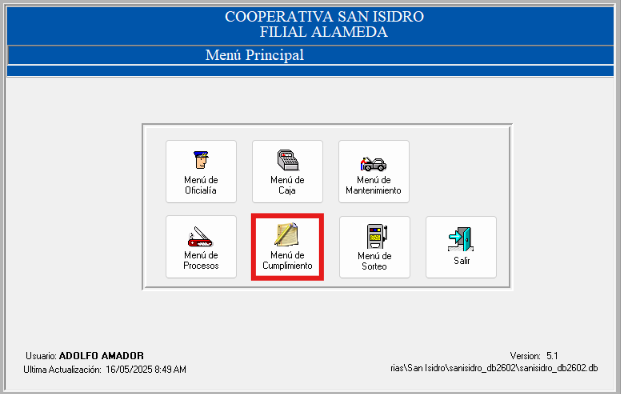 COOPERATIVA SAN ISIDRO
FILIAL ALAMEDA
Menú Principal
Menú de
Oficialía
Menú de
Caja
Menú de
Mantenimiento
Menú de
Procesos
Menú de
Cumplimiento
Menú de
Sorteo
Salir
Usuario: ADOLFO AMADOR
Version: 5.1
Ultima Actualización: 16/05/2025 8:49 AM
rias\San Isidro\sanisidro_db2602\sanisidro_db2602.db